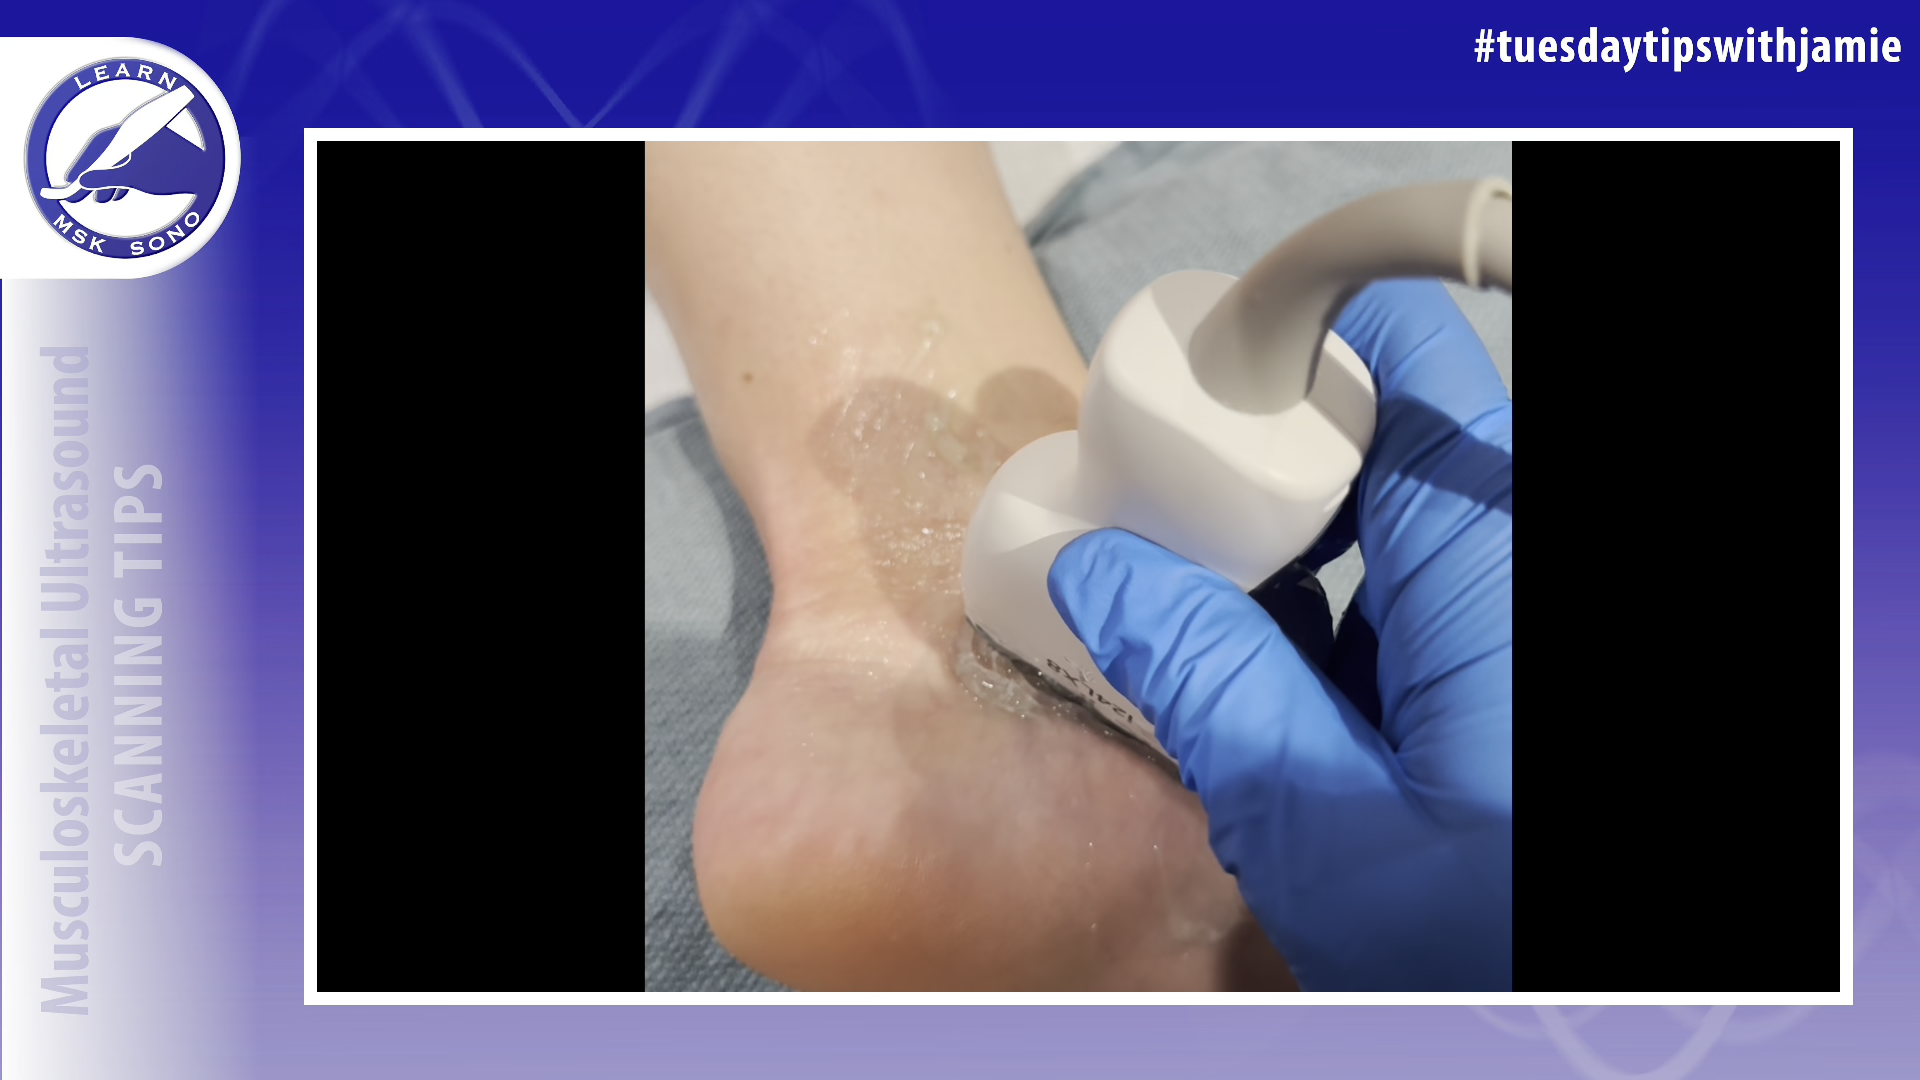 #tuesdaytipswithjamie
LEARN
MSK SONO
Musculoskeletal Ultrasound
SCANNING TIPS